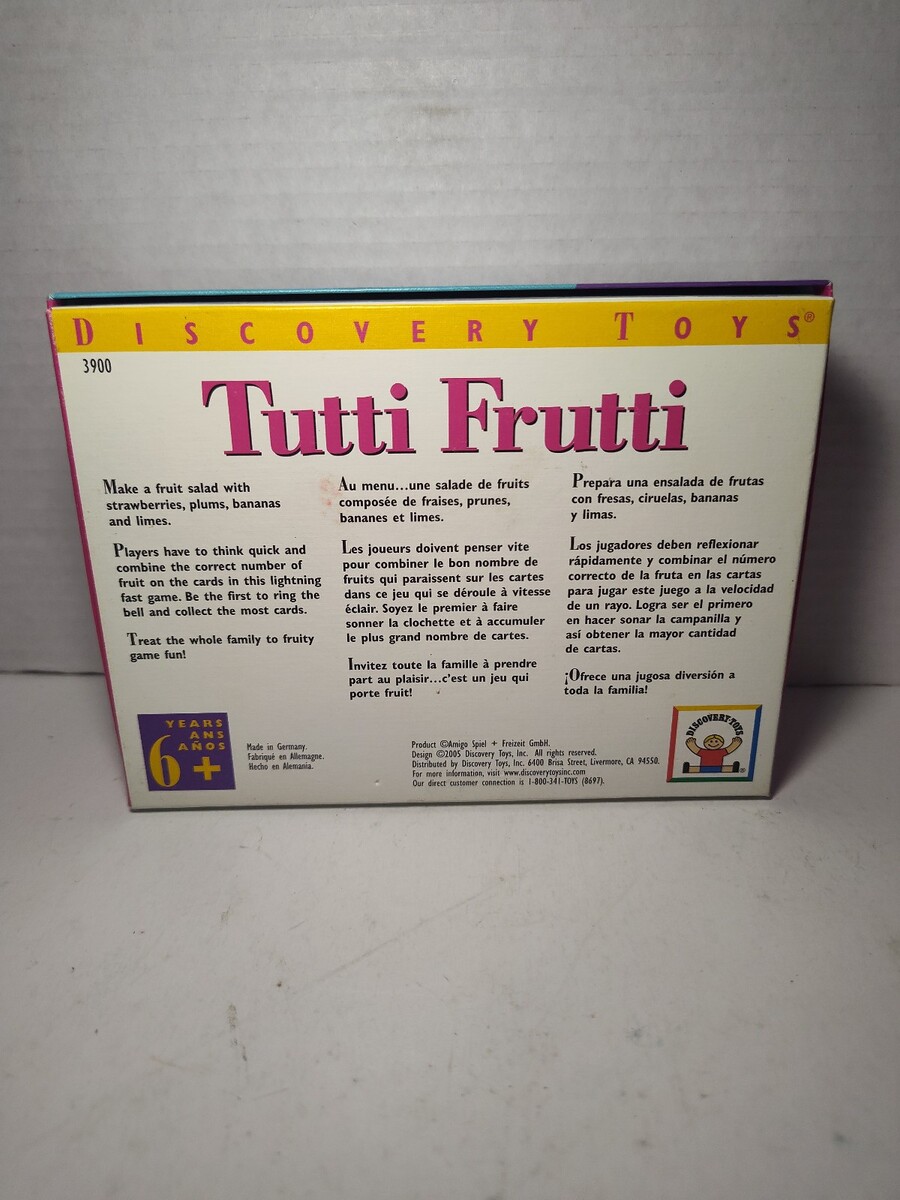 DISCOVERY TOYS®
3900
Tutti Frutti
Make a fruit salad with
strawberries, plums, bananas
and limes.
Players have to think quick and
combine the correct number of
fruit on the cards in this lightning
fast game. Be the first to ring the
bell and collect the most cards.
Treat the whole family to fruity
game fun!
Au menu...une salade de fruits
composée de fraises, prunes,
bananes et limes.
Les joueurs doivent penser vite
pour combiner le bon nombre de
fruits qui paraissent sur les cartes
dans ce jeu qui se déroule à vitesse
éclair. Soyez le premier à faire
sonner la clochette et à accumuler
le plus grand nombre de cartes.
Invitez toute la famille à prendre
part au plaisir...c'est un jeu qui
porte fruit!
Prepara una ensalada de frutas
con fresas, ciruelas, bananas
y limas.
Los jugadores deben reflexionar
rápidamente y combinar el número
correcto de la fruta en las cartas
para jugar este juego a la velocidad
de un rayo. Logra ser el primero
en hacer sonar la campanilla y
así obtener la mayor cantidad
de cartas.
¡Ofrece una jugosa diversión a
toda la familia!
YEARS
ANS
AÑOS
6+
Made in Germany.
Fabriqué en Allemagne.
Hecho en Alemania.
Product ©Amigo Spiel + Freizeit GmbH.
Design ©2005 Discovery Toys, Inc. All rights reserved.
Distributed by Discovery Toys, Inc. 6400 Brisa Street, Livermore, CA 94550.
For more information, visit www.discoverytoysinc.com
Our direct customer connection is 1-800-341-TOYS (8697).
DISCOVERY TOYS
®